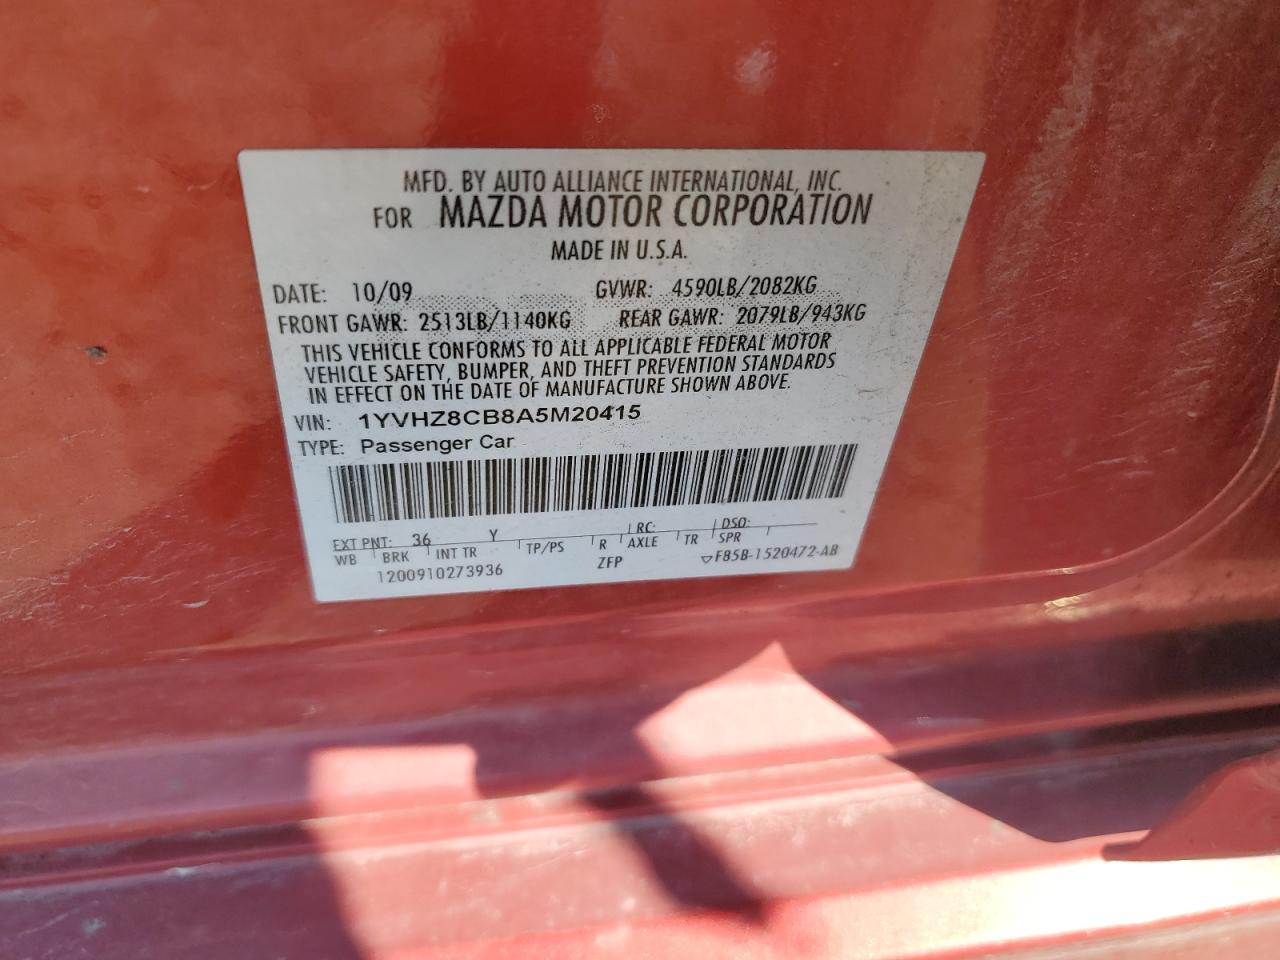 MFD. BY AUTO ALLIANCE INTERNATIONAL, INC.
FOR MAZDA MOTOR CORPORATION
MADE IN U.S.A.
DATE: 10/09 GVWR: 4590LB/2082KG
FRONT GAWR: 2513LB/1140KG REAR GAWR: 2079LB/943KG
THIS VEHICLE CONFORMS TO ALL APPLICABLE FEDERAL MOTOR
VEHICLE SAFETY, BUMPER, AND THEFT PREVENTION STANDARDS
IN EFFECT ON THE DATE OF MANUFACTURE SHOWN ABOVE.
VIN: 1YVHZ8CB8A5M20415
TYPE: Passenger Car
EXT PNT: 36 Y RC: DSO:
WB BRK INT TR TP/PS R AXLE TR SPR
1200910273936 ZFP ▽F85B-1520472-AB